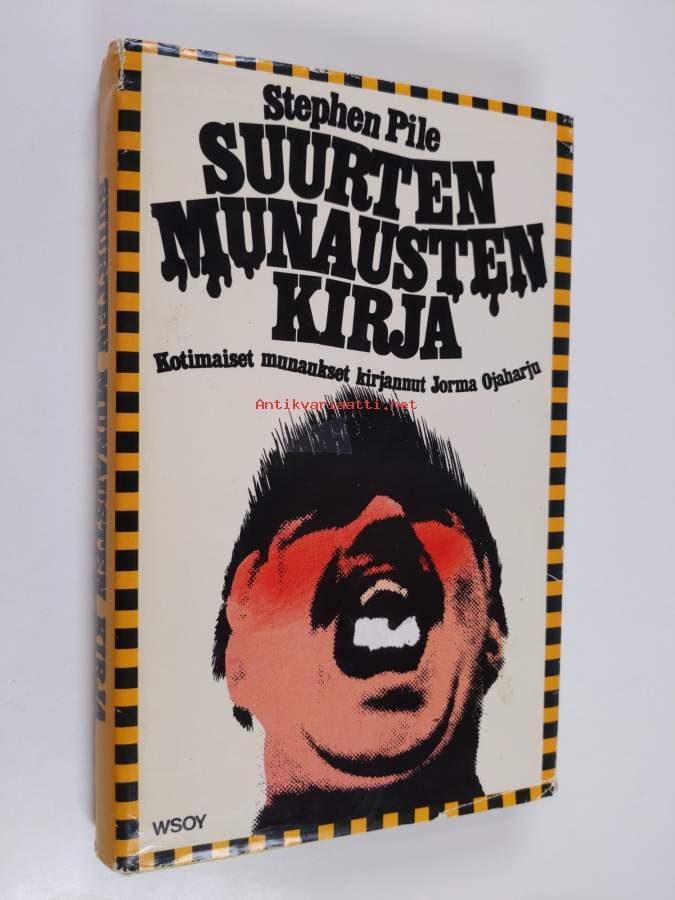 Stephen Pile
SUURTEN
MUNAUSTEN
KIRJA
Kotimaiset munaukset kirjannut Jorma Ojaharju
Antikvariaatti.net
WSOY
SUURTEN MUNAUSTEN KIRJA